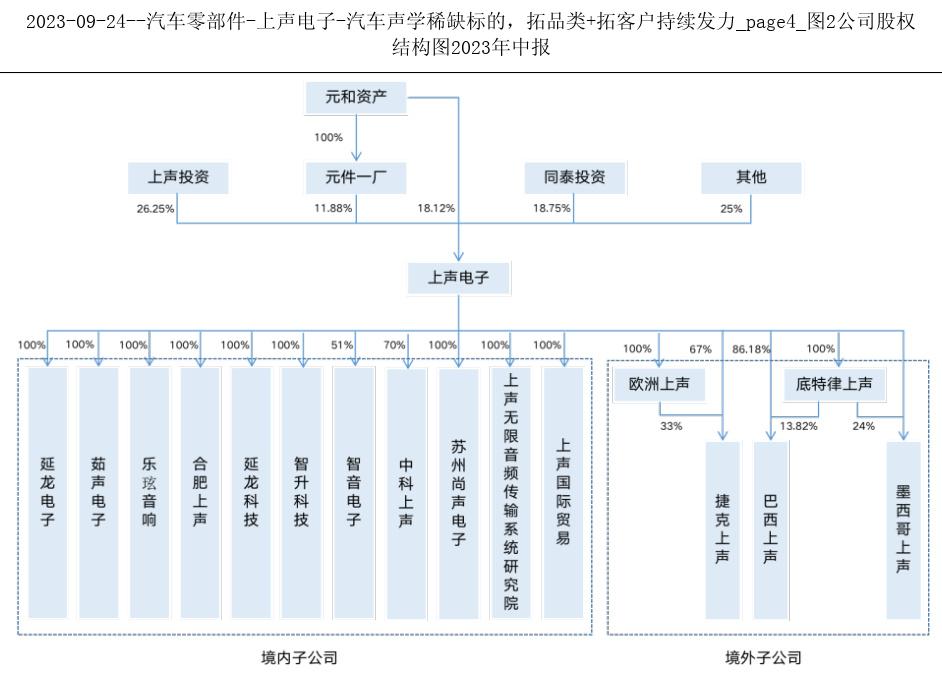 2023-09-24--汽车零部件-上声电子-汽车声学稀缺标的，拓品类+拓客户持续发力_page4_图2公司股权
结构图2023年中报
元和资产
100%
上声投资
元件一厂
同泰投资
其他
26.25%
11.88%
18.12%
18.75%
25%
上声电子
100%
100%
100%
100%
100%
100%
51%
70%
100%
100%
100%
100%
67%
86.18%
100%
欧洲上声
底特律上声
33%
13.82%
24%
延龙电子
茹声电子
乐玹音响
合肥上声
延龙科技
智升科技
智音电子
中科上声
苏州尚声电子
上声无限音频传输系统研究院
上声国际贸易
捷克上声
巴西上声
墨西哥上声
境内子公司
境外子公司